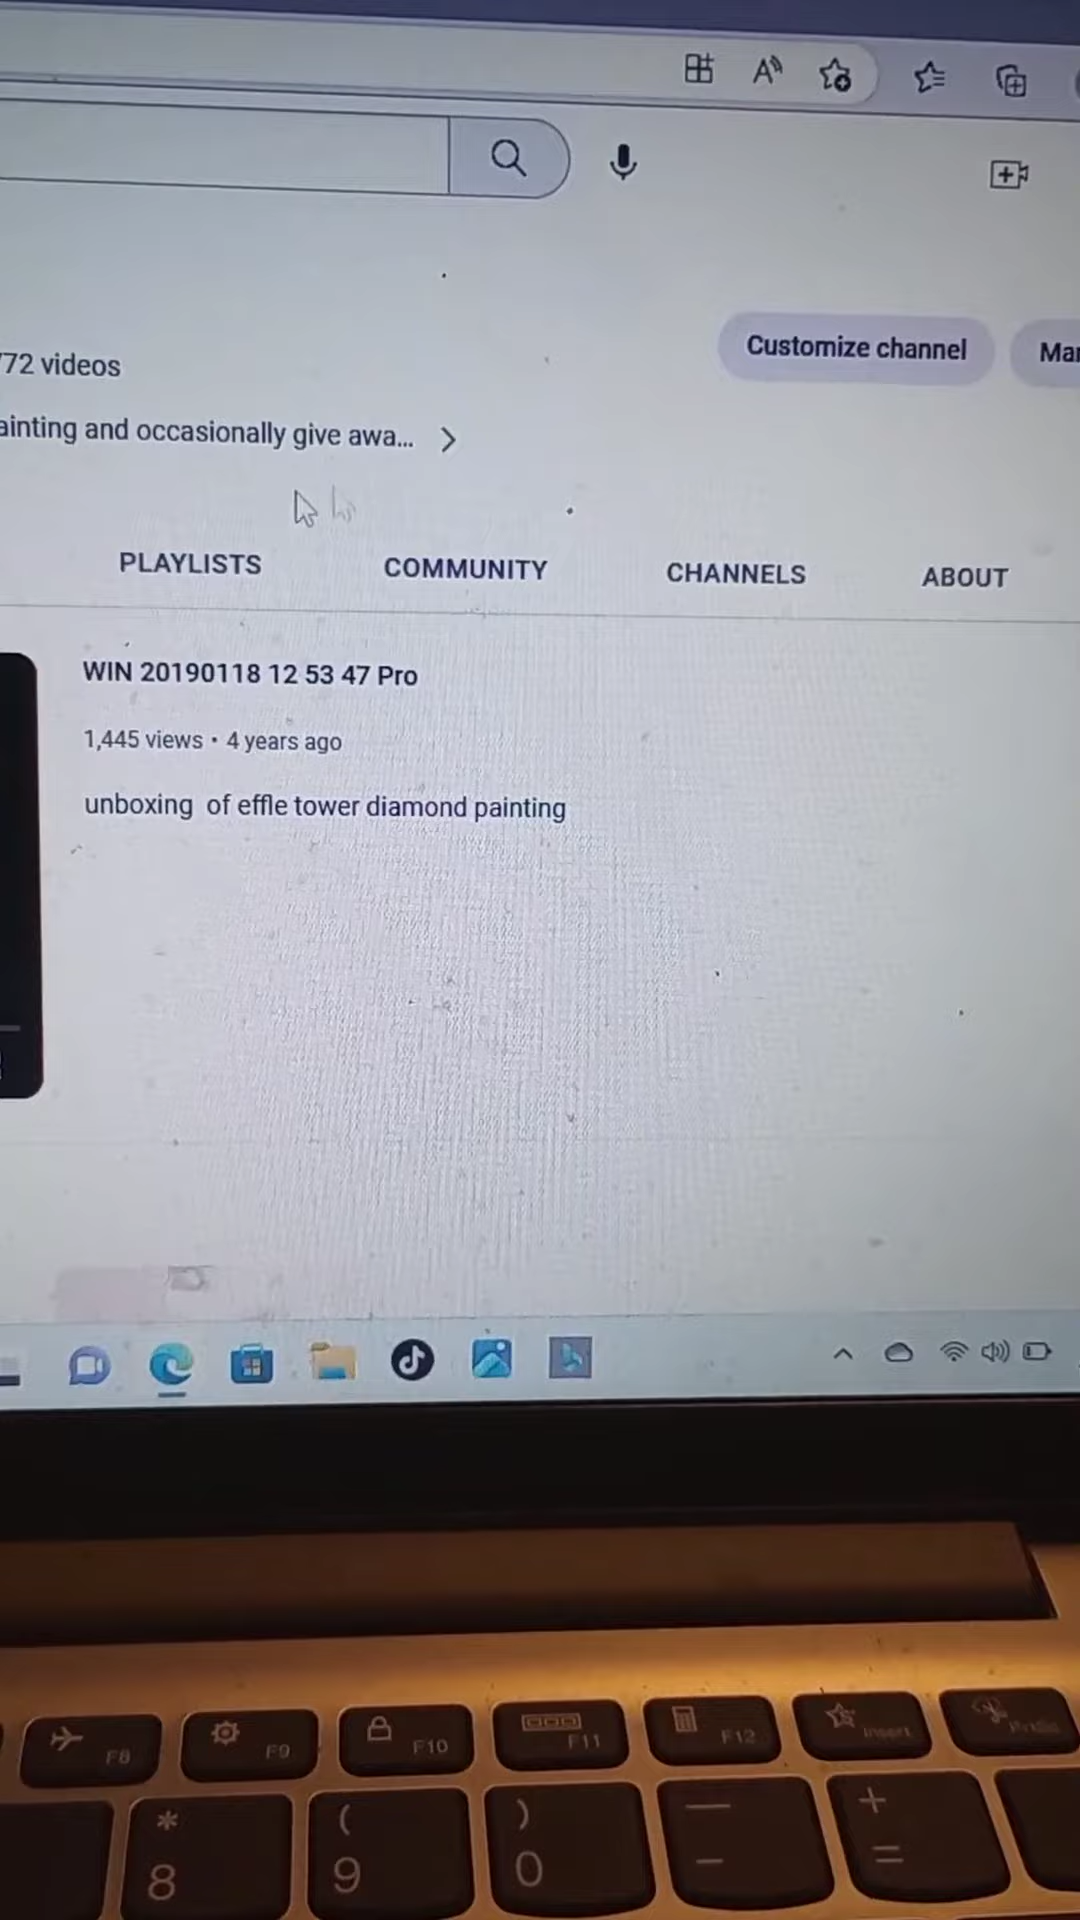 72 videos
Customize channel
ainting and occasionally give awa...
PLAYLISTS
COMMUNITY
CHANNELS
ABOUT
WIN 20190118 12 53 47 Pro
1,445 views • 4 years ago
unboxing of effle tower diamond painting
F8
F9
F10
F11
F12
Insert
*
8
(
9
)
0
—
-
+
=